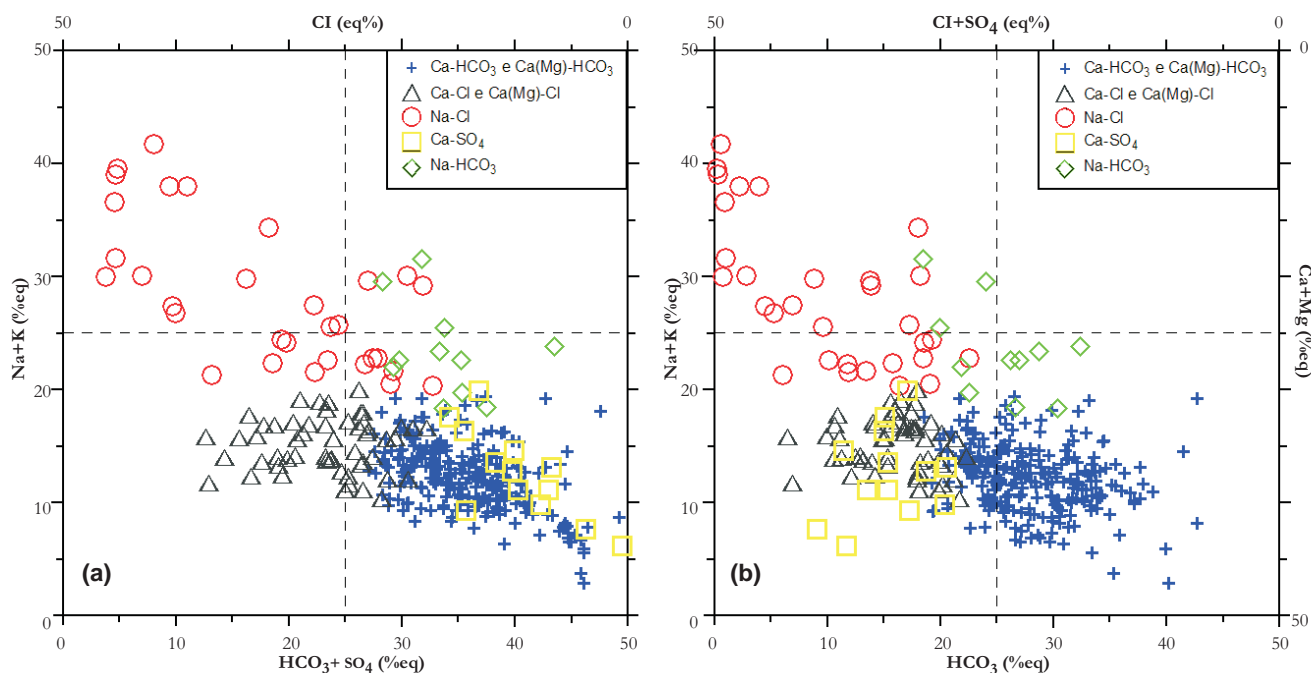 50 0
CI (eq%)
50
40
30
20
10
0
Na+K (%eq)
Ca-HCO₃ e Ca(Mg)-HCO₃
Ca-Cl e Ca(Mg)-Cl
Na-Cl
Ca-SO₄
Na-HCO₃
(a)
0 10 20 30 40 50
HCO₃+ SO₄ (%eq)
50 0
CI+SO₄ (eq%)
50
40
30
20
10
0
Na+K (%eq)
Ca-HCO₃ e Ca(Mg)-HCO₃
Ca-Cl e Ca(Mg)-Cl
Na-Cl
Ca-SO₄
Na-HCO₃
0
Ca+Mg (%eq)
50
(b)
0 10 20 30 40 50
HCO₃ (%eq)